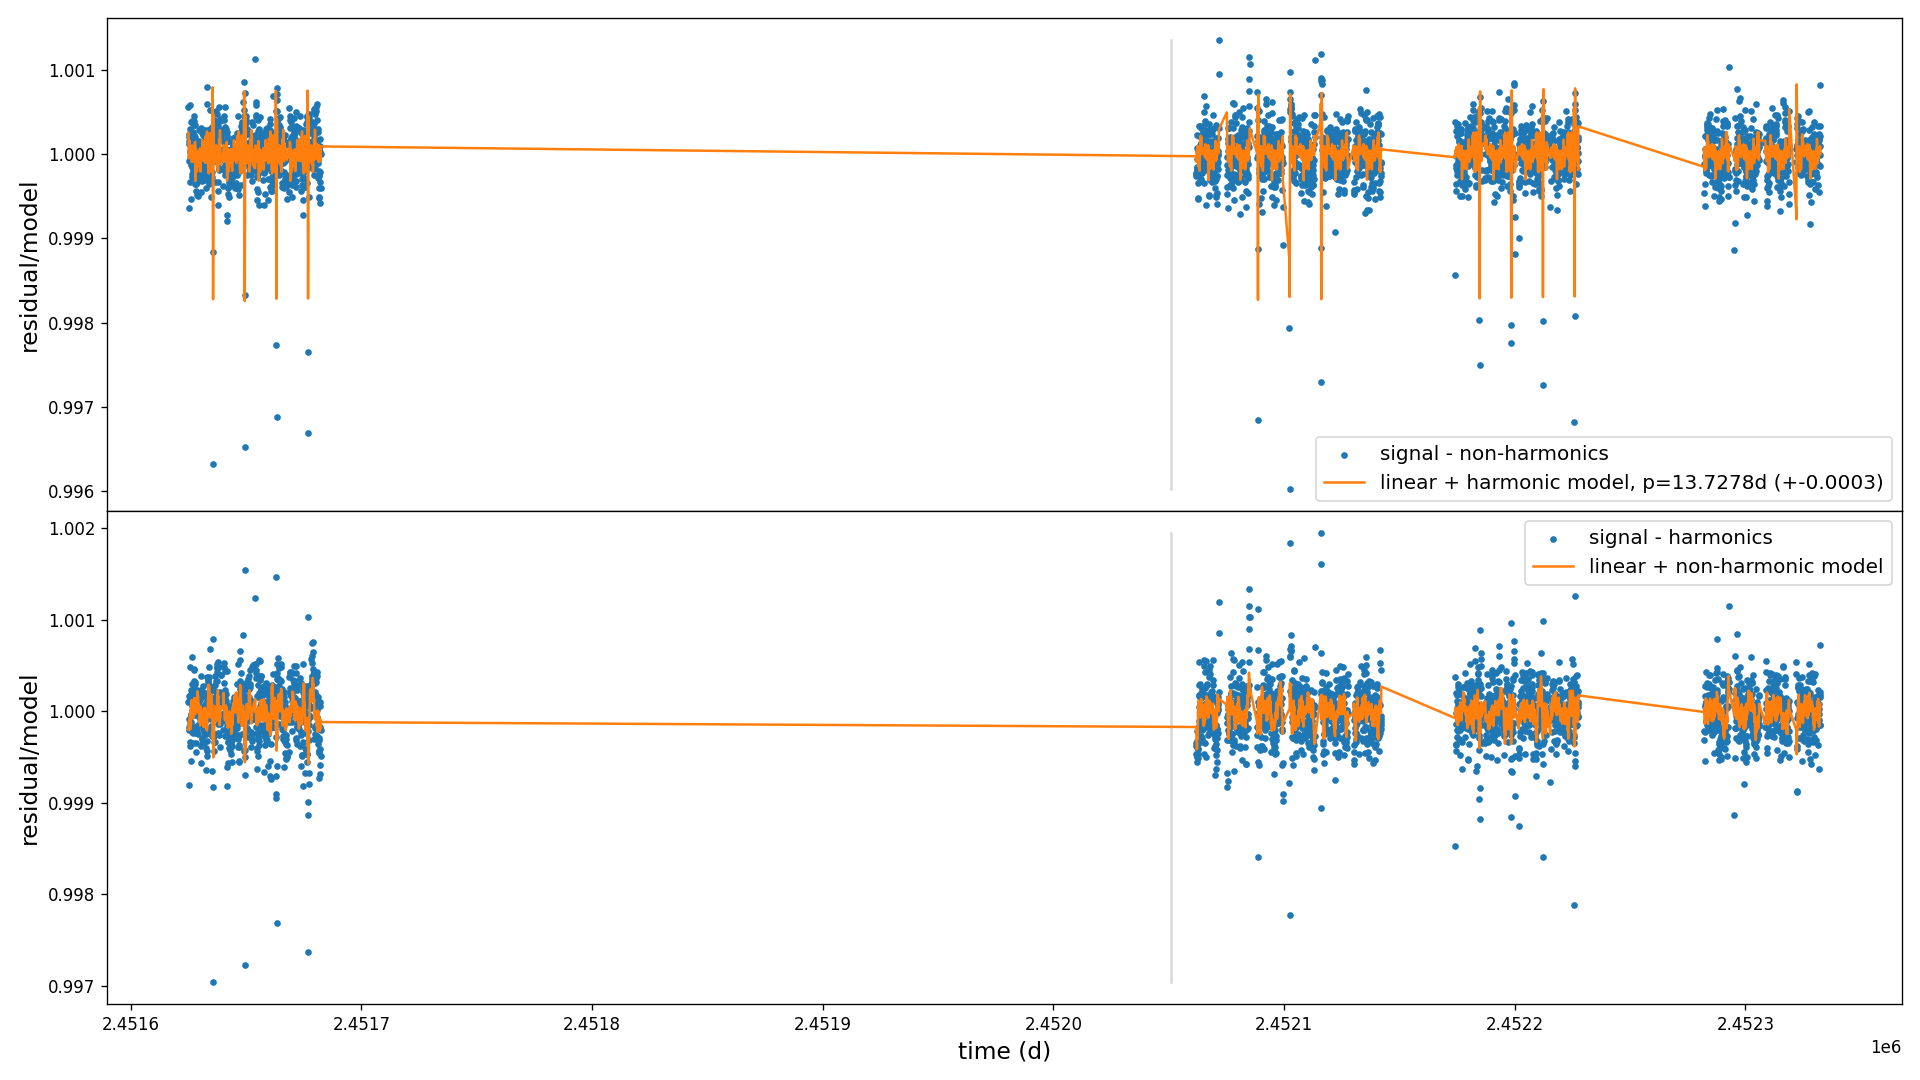 1.001
1.000
0.999
0.998
0.997
0.996
residual/model
signal - non-harmonics
linear + harmonic model, p=13.7278d (+-0.0003)
1.002
1.001
1.000
0.999
0.998
0.997
residual/model
signal - harmonics
linear + non-harmonic model
2.4516 2.4517 2.4518 2.4519 2.4520 2.4521 2.4522 2.4523
time (d)
1e6